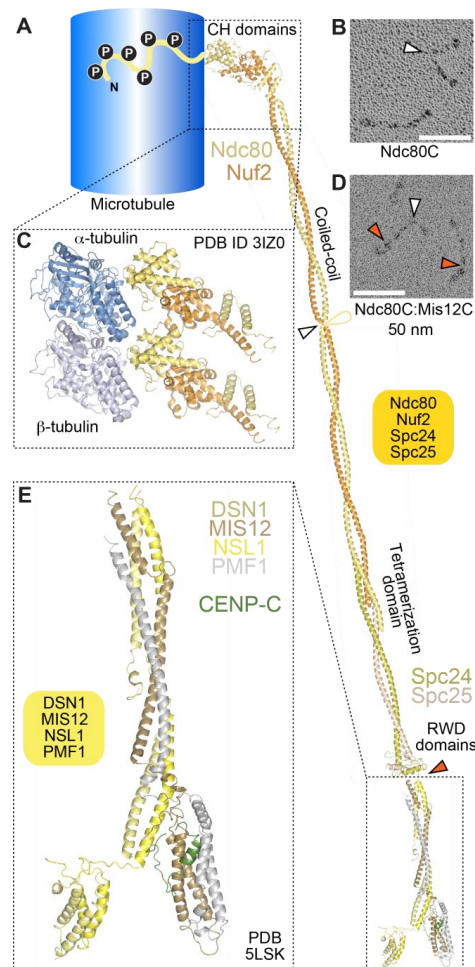 A
P
P
P
P
P
P
N
Microtubule
CH domains
Ndc80
Nuf2
B
Ndc80C
D
Ndc80C:Mis12C
50 nm
C
α-tubulin
PDB ID 3IZ0
β-tubulin
Coiled-coil
Ndc80
Nuf2
Spc24
Spc25
Tetramerization
domain
Spc24
Spc25
RWD
domains
E
DSN1
MIS12
NSL1
PMF1
CENP-C
DSN1
MIS12
NSL1
PMF1
PDB
5LSK